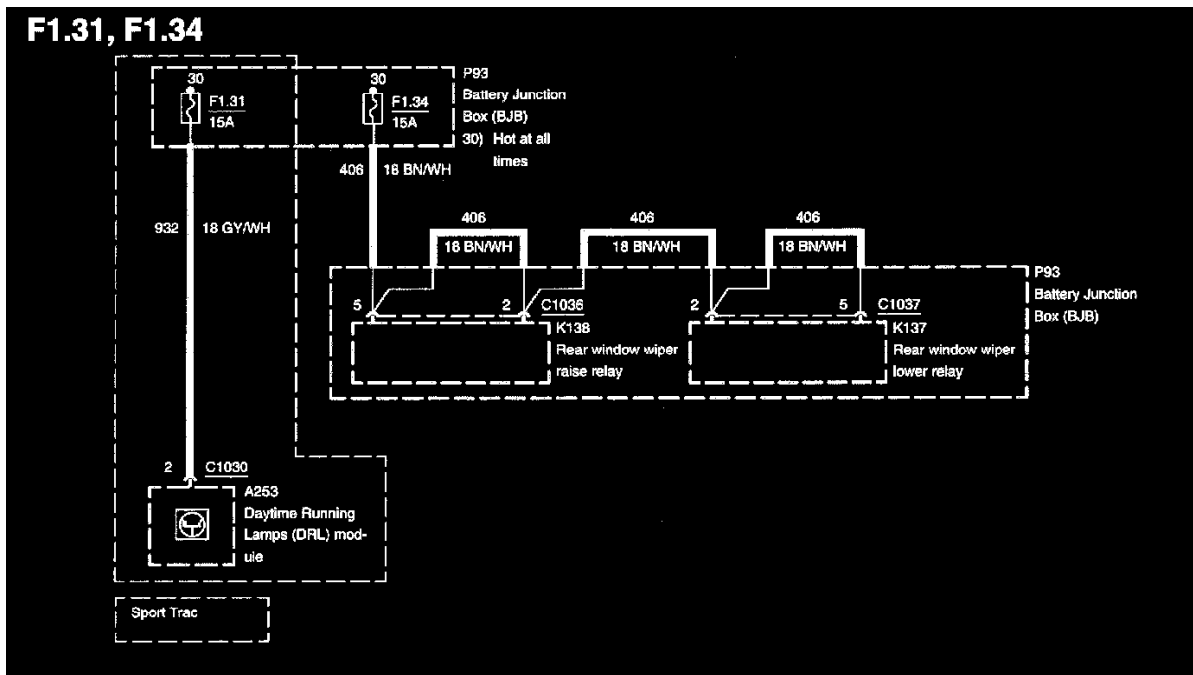 F1.31, F1.34
30
F1.31
15A
30
F1.34
15A
P93
Battery Junction
Box (BJB)
30) Hot at all
times
406
18 BN/WH
932
18 GY/WH
406
18 BN/WH
406
18 BN/WH
406
18 BN/WH
P93
Battery Junction
Box (BJB)
5
2
C1036
K138
Rear window wiper
raise relay
2
5
C1037
K137
Rear window wiper
lower relay
2
C1030
A253
Daytime Running
Lamps (DRL) mod-
ule
Sport Trac